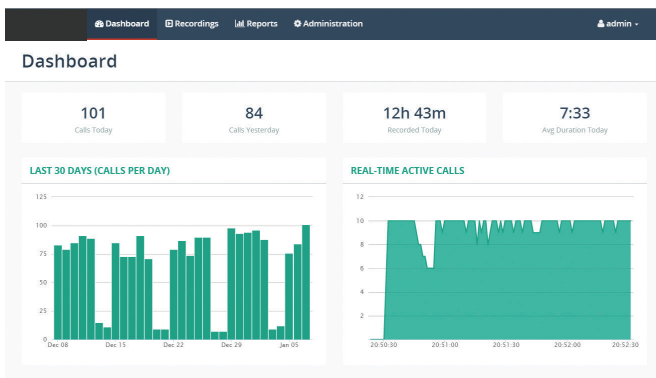 Dashboard Recordings Reports Administration admin
Dashboard
101
Calls Today
84
Calls Yesterday
12h 43m
Recorded Today
7:33
Avg Duration Today
LAST 30 DAYS (CALLS PER DAY)
125
100
75
50
25
0
Dec 08 Dec 15 Dec 22 Dec 29 Jan 05
REAL-TIME ACTIVE CALLS
12
10
8
6
4
2
20:50:30 20:51:00 20:51:30 20:52:00 20:52:30